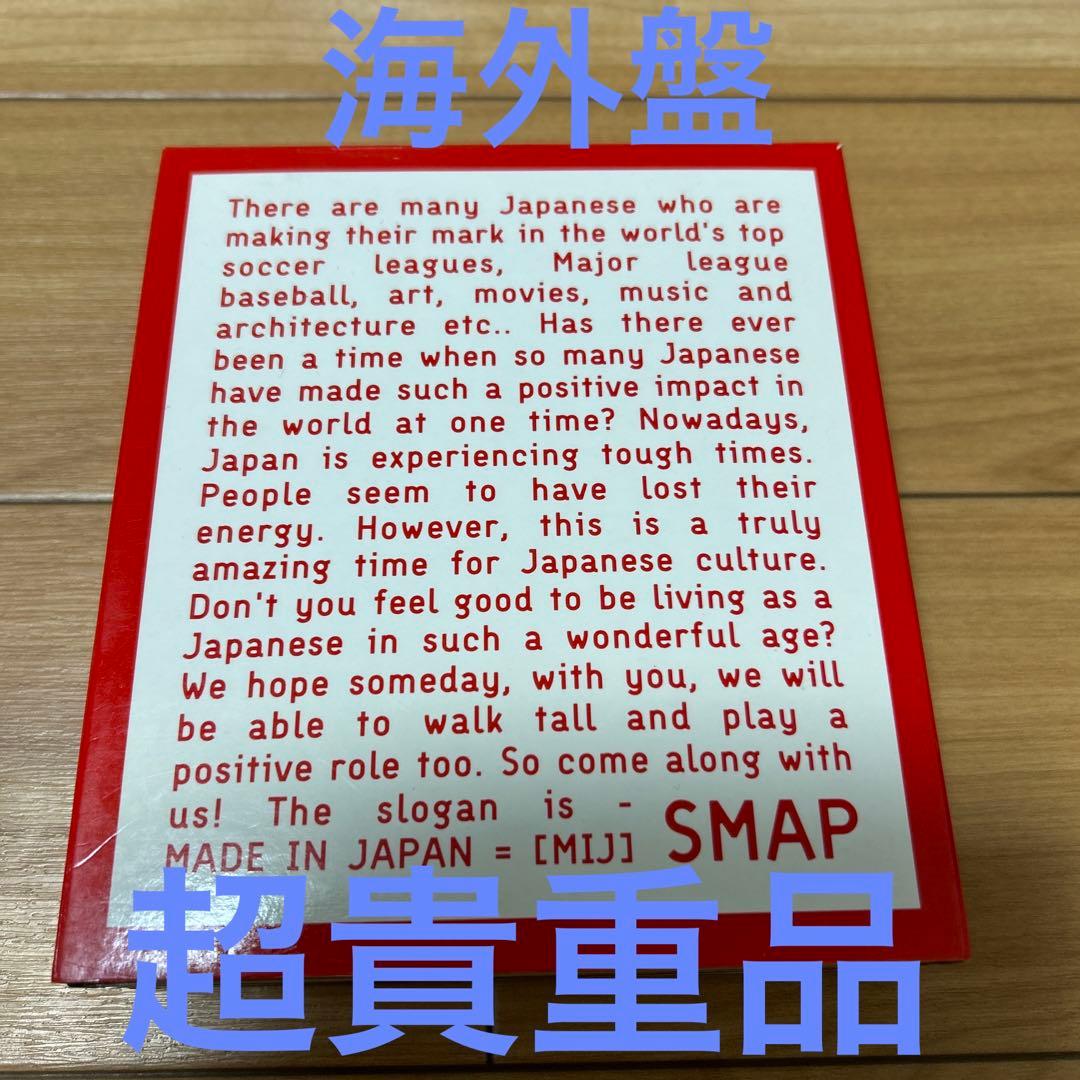 海外盤
There are many Japanese who are
making their mark in the world's top
soccer leagues, Major league
baseball, art, movies, music and
architecture etc.. Has there ever
been a time when so many Japanese
have made such a positive impact in
the world at one time? Nowadays,
Japan is experiencing tough times.
People seem to have lost their
energy. However, this is a truly
amazing time for Japanese culture.
Don't you feel good to be living as a
Japanese in such a wonderful age?
We hope someday, with you, we will
be able to walk tall and play a
positive role too. So come along with
us! The slogan is -
MADE IN JAPAN = [MIJ]
SMAP
超貴重品